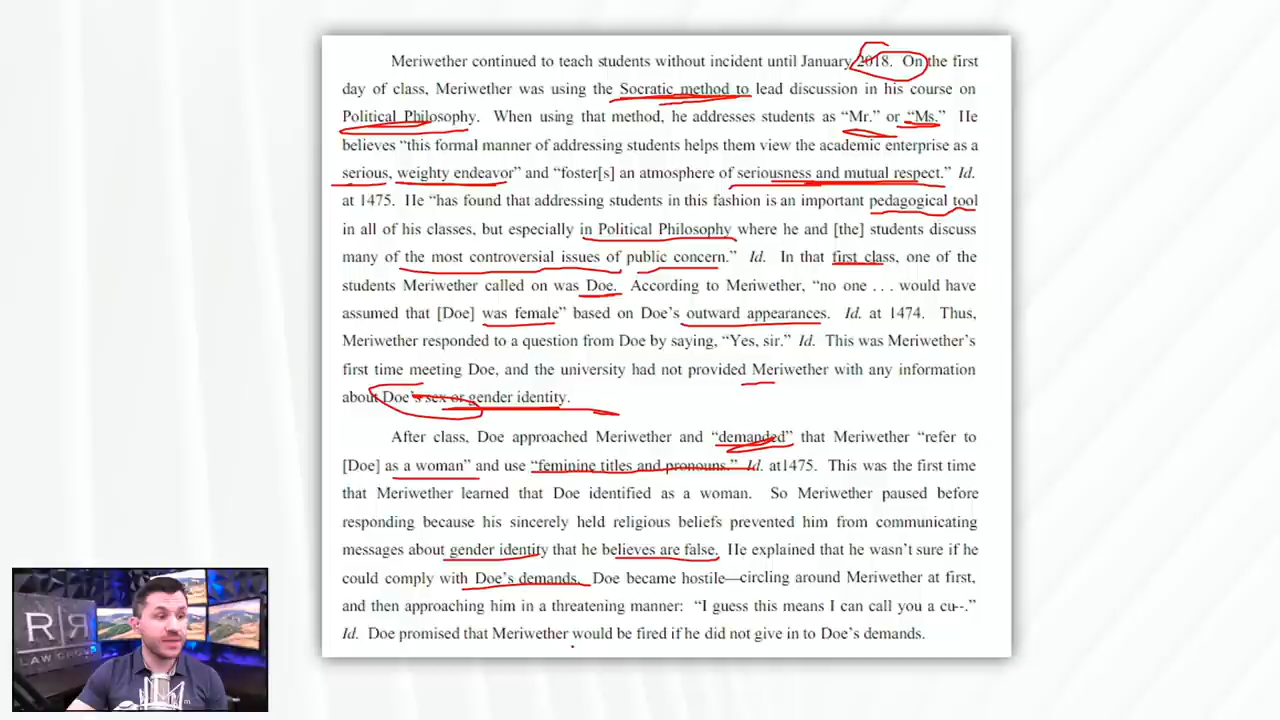 Meriwether continued to teach students without incident until January 2018. On the first
day of class, Meriwether was using the Socratic method to lead discussion in his course on
Political Philosophy. When using that method, he addresses students as “Mr.” or “Ms.” He
believes “this formal manner of addressing students helps them view the academic enterprise as a
serious, weighty endeavor” and “foster[s] an atmosphere of seriousness and mutual respect.” Id.
at 1475. He “has found that addressing students in this fashion is an important pedagogical tool
in all of his classes, but especially in Political Philosophy where he and [the] students discuss
many of the most controversial issues of public concern.” Id. In that first class, one of the
students Meriwether called on was Doe. According to Meriwether, “no one . . . would have
assumed that [Doe] was female” based on Doe’s outward appearances. Id. at 1474. Thus,
Meriwether responded to a question from Doe by saying, “Yes, sir.” Id. This was Meriwether’s
first time meeting Doe, and the university had not provided Meriwether with any information
about Doe’s sex or gender identity.
After class, Doe approached Meriwether and “demanded” that Meriwether “refer to
[Doe] as a woman” and use “feminine titles and pronouns.” Id. at1475. This was the first time
that Meriwether learned that Doe identified as a woman. So Meriwether paused before
responding because his sincerely held religious beliefs prevented him from communicating
messages about gender identity that he believes are false. He explained that he wasn’t sure if he
could comply with Doe’s demands. Doe became hostile—circling around Meriwether at first,
and then approaching him in a threatening manner: “I guess this means I can call you a cu--.”
Id. Doe promised that Meriwether would be fired if he did not give in to Doe’s demands.
R R
LAW GROUP